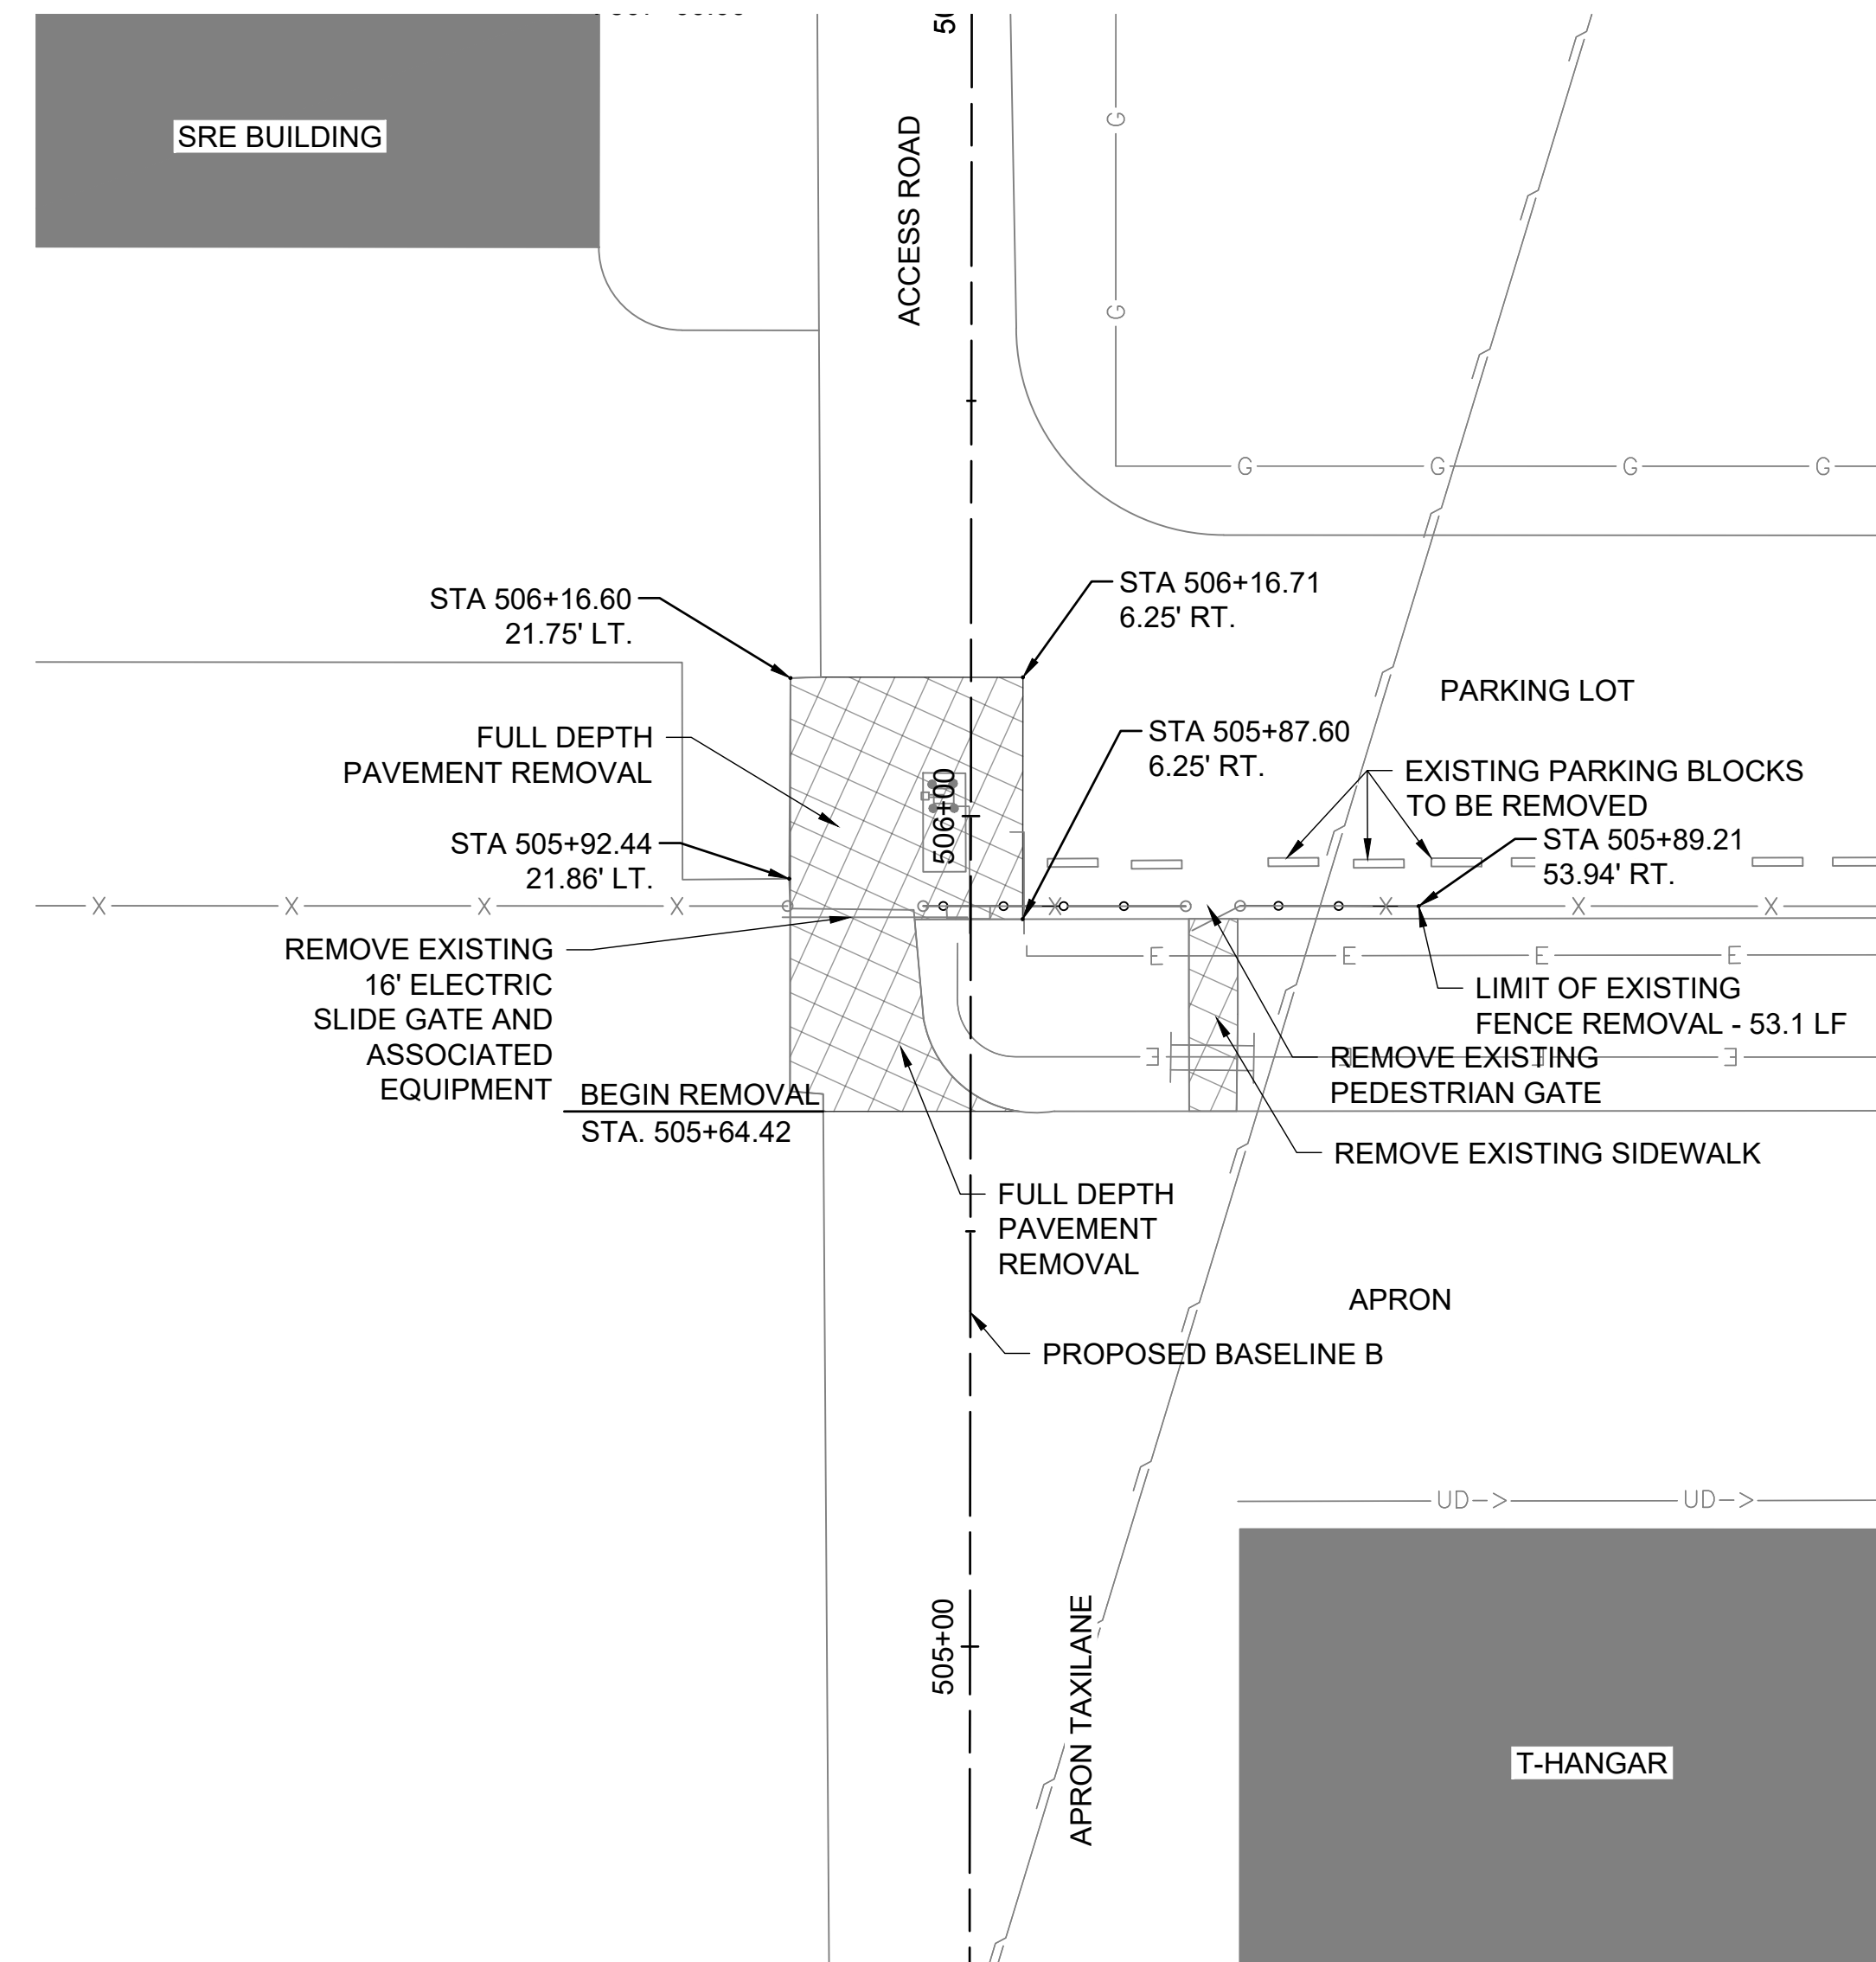 SRE BUILDING
ACCESS ROAD
G
G
G
G
G
G
STA 506+16.60
21.75' LT.
STA 506+16.71
6.25' RT.
PARKING LOT
FULL DEPTH
PAVEMENT REMOVAL
STA 505+87.60
6.25' RT.
EXISTING PARKING BLOCKS
TO BE REMOVED
506+00
STA 505+92.44
21.86' LT.
STA 505+89.21
53.94' RT.
X
X
X
X
X
X
X
X
REMOVE EXISTING
16' ELECTRIC
SLIDE GATE AND
ASSOCIATED
EQUIPMENT
E
E
E
E
LIMIT OF EXISTING
FENCE REMOVAL - 53.1 LF
E
E
E
E
REMOVE EXISTING
PEDESTRIAN GATE
BEGIN REMOVAL
STA. 505+64.42
REMOVE EXISTING SIDEWALK
FULL DEPTH
PAVEMENT
REMOVAL
APRON
PROPOSED BASELINE B
UD->
UD->
505+00
APRON TAXILANE
T-HANGAR